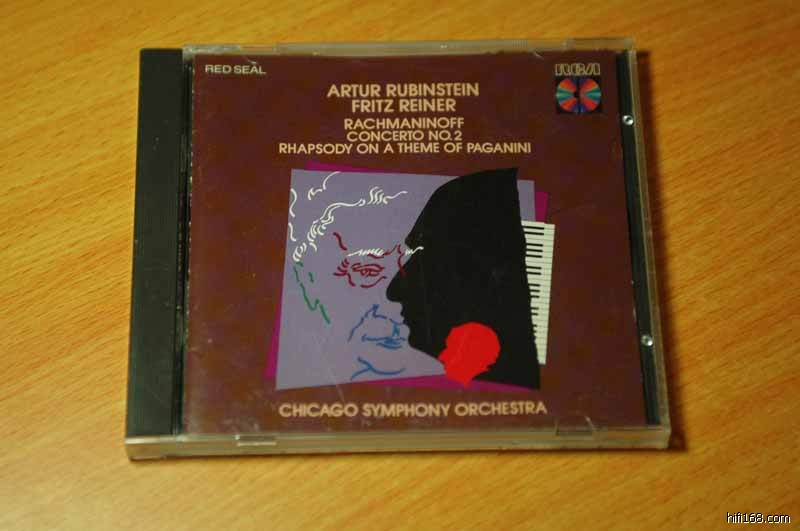 RED SEAL
RCA
ARTUR RUBINSTEIN
FRITZ REINER
RACHMANINOFF
CONCERTO NO.2
RHAPSODY ON A THEME OF PAGANINI
CHICAGO SYMPHONY ORCHESTRA
hifi168.com